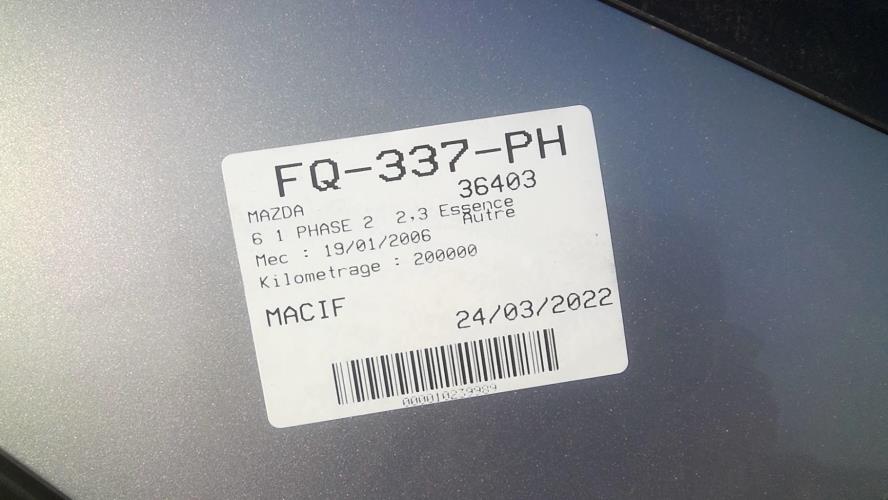 FQ-337-PH
36403
MAZDA
6 1 PHASE 2 2,3 Essence
Autre
Mec : 19/01/2006
Kilometrage : 200000
MACIF
24/03/2022
000010239989